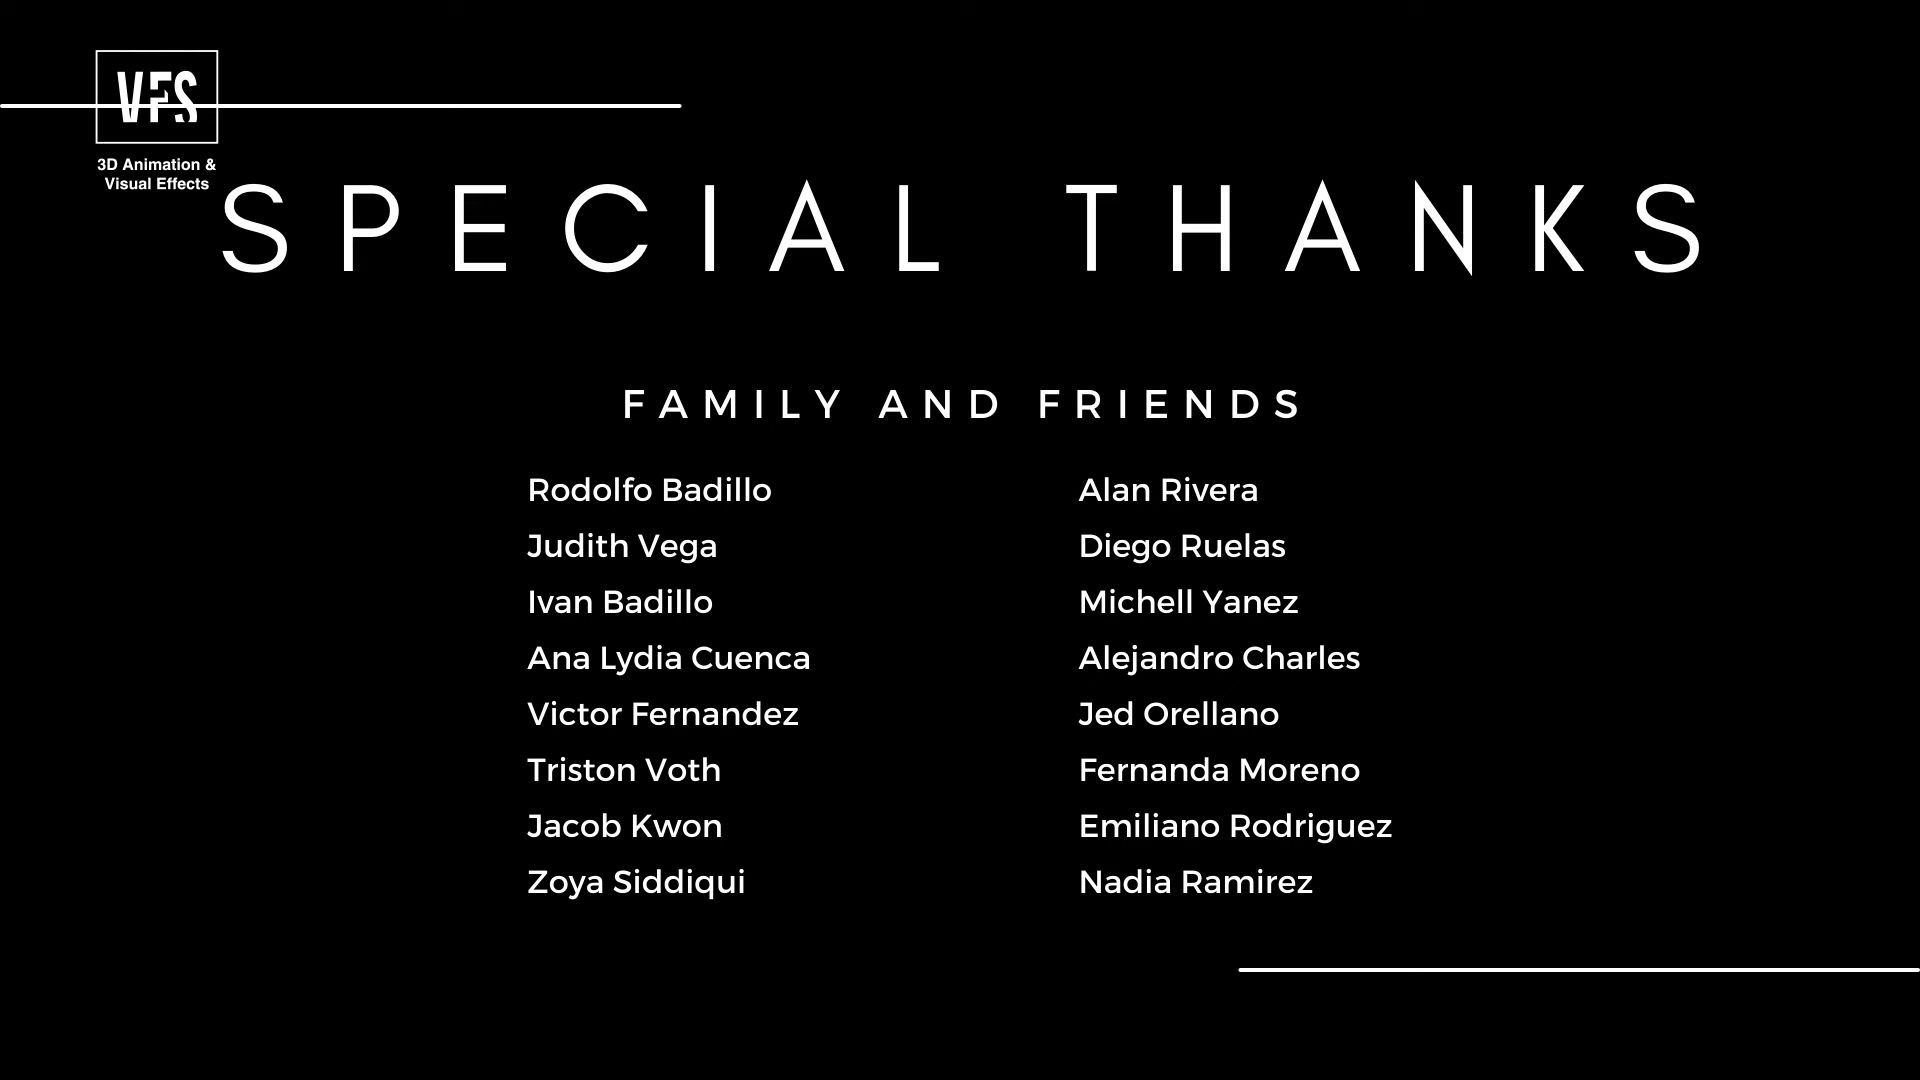 VFS
3D Animation &
Visual Effects
SPECIAL THANKS
FAMILY AND FRIENDS
Rodolfo Badillo
Judith Vega
Ivan Badillo
Ana Lydia Cuenca
Victor Fernandez
Triston Voth
Jacob Kwon
Zoya Siddiqui
Alan Rivera
Diego Ruelas
Michell Yanez
Alejandro Charles
Jed Orellano
Fernanda Moreno
Emiliano Rodriguez
Nadia Ramirez